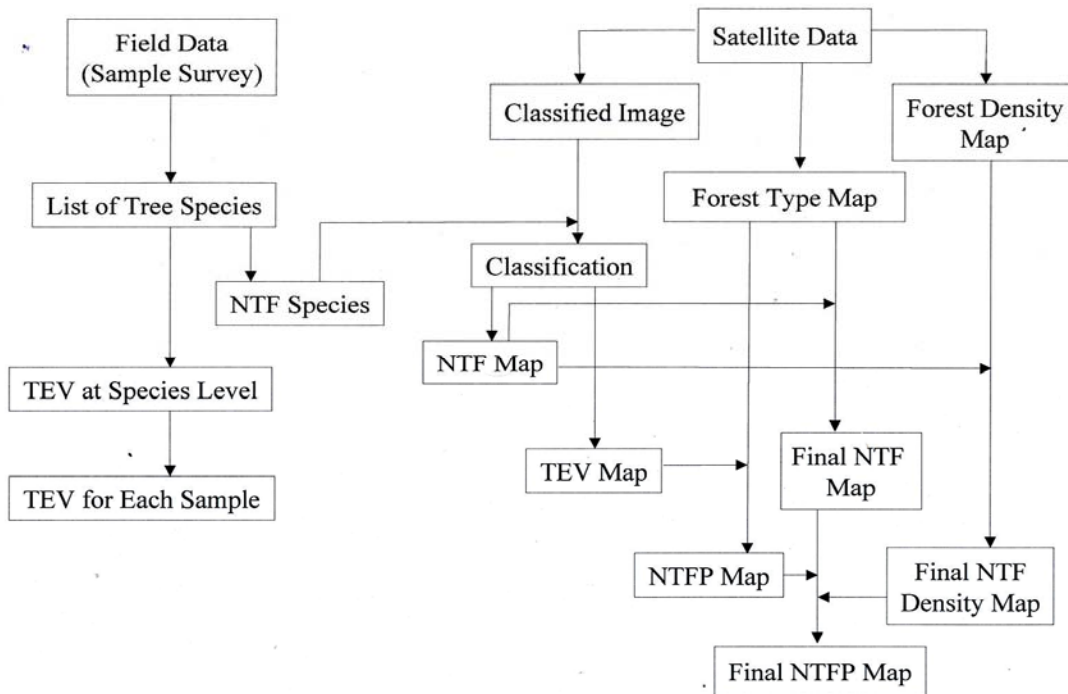 Field Data
(Sample Survey)
Satellite Data
Classified Image
Forest Density
Map
List of Tree Species
Forest Type Map
Classification
NTF Species
NTF Map
TEV at Species Level
TEV Map
Final NTF
Map
TEV for Each Sample
NTFP Map
Final NTF
Density Map
Final NTFP Map